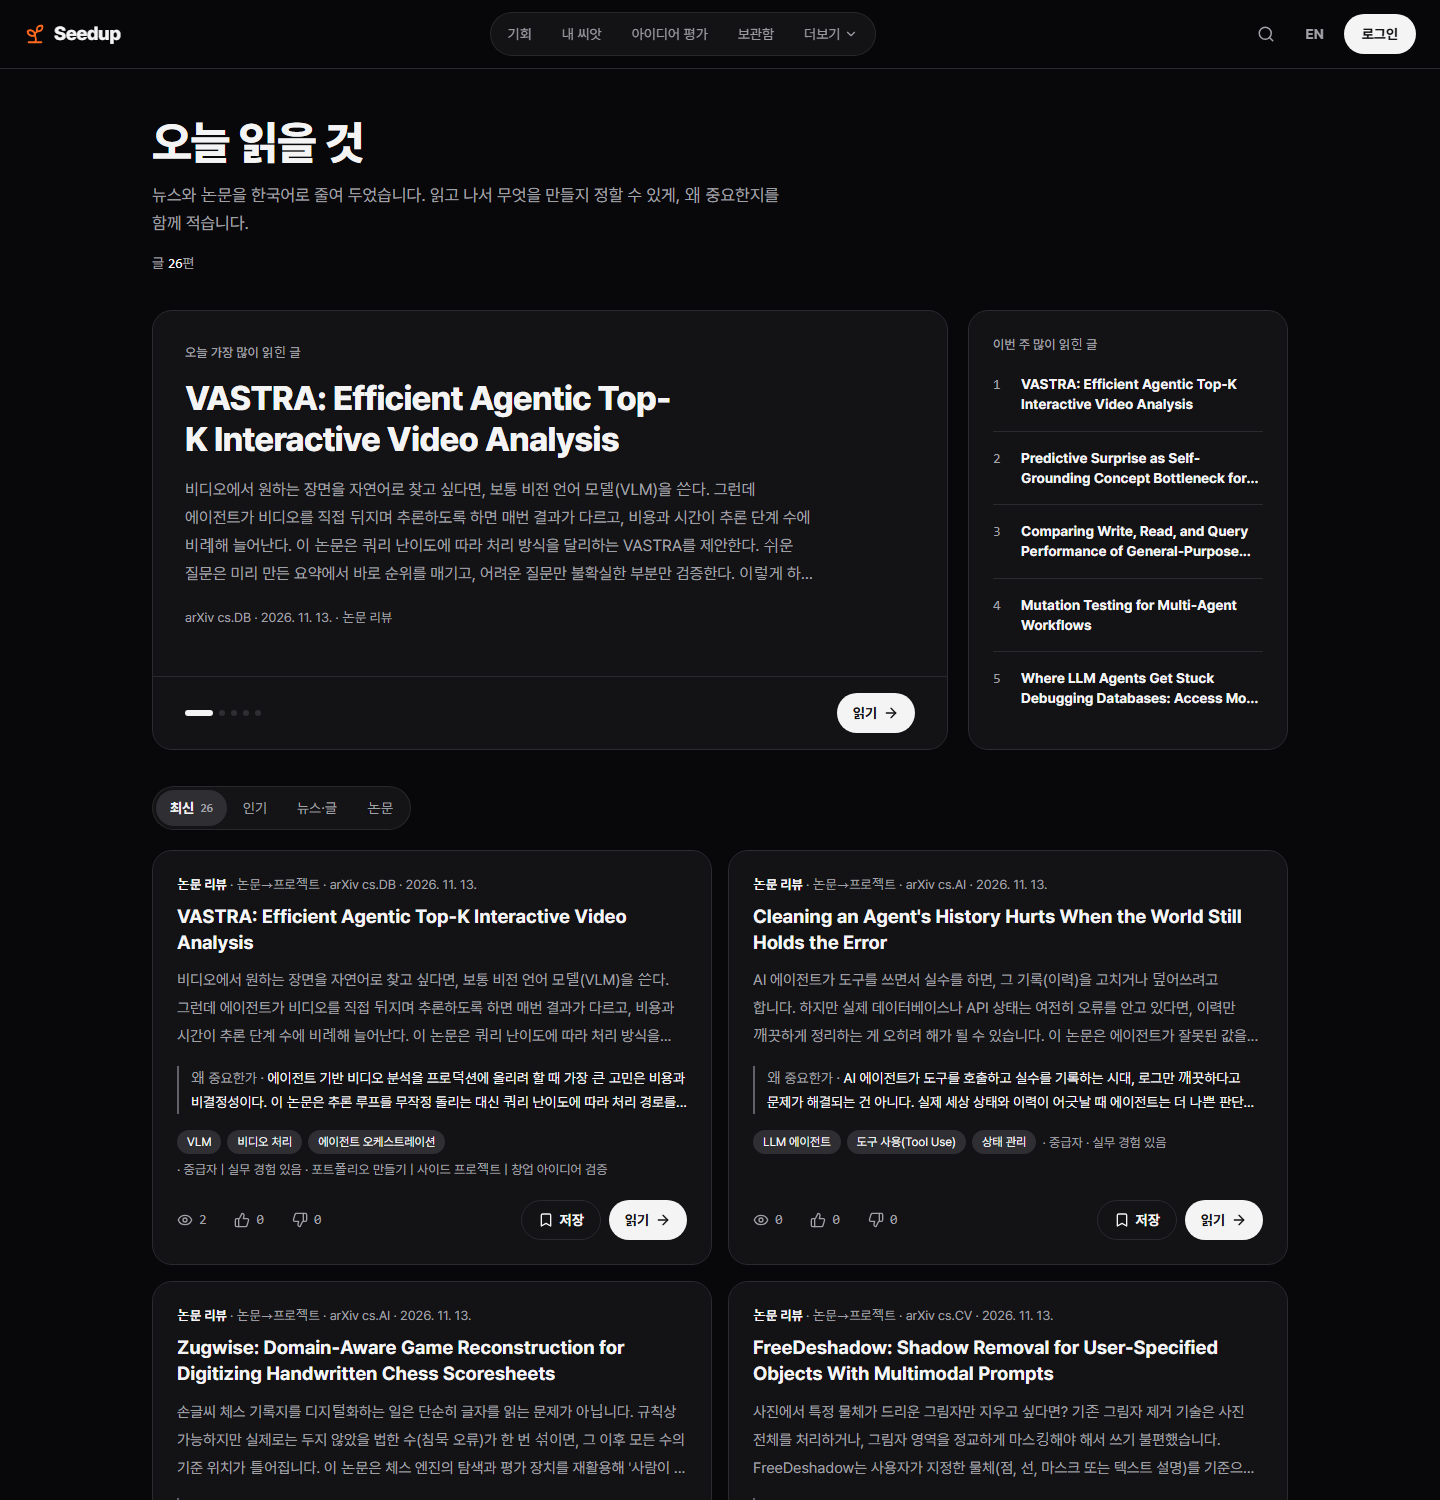 Seedup
기회 내 씨앗 아이디어 평가 보관함 더보기
EN 로그인
오늘 읽을 것
뉴스와 논문을 한국어로 줄여 두었습니다. 읽고 나서 무엇을 만들지 정할 수 있게, 왜 중요한지를
함께 적습니다.
글 26편
오늘 가장 많이 읽힌 글
VASTRA: Efficient Agentic Top-
K Interactive Video Analysis
비디오에서 원하는 장면을 자연어로 찾고 싶다면, 보통 비전 언어 모델(VLM)을 쓴다. 그런데
에이전트가 비디오를 직접 뒤지며 추론하도록 하면 매번 결과가 다르고, 비용과 시간이 추론 단계 수에
비례해 늘어난다. 이 논문은 쿼리 난이도에 따라 처리 방식을 달리하는 VASTRA를 제안한다. 쉬운
질문은 미리 만든 요약에서 바로 순위를 매기고, 어려운 질문만 불확실한 부분만 검증한다. 이렇게 하...
arXiv cs.DB · 2026. 11. 13. · 논문 리뷰
읽기
이번 주 많이 읽힌 글
1 VASTRA: Efficient Agentic Top-K
Interactive Video Analysis
2 Predictive Surprise as Self-
Grounding Concept Bottleneck for...
3 Comparing Write, Read, and Query
Performance of General-Purpose...
4 Mutation Testing for Multi-Agent
Workflows
5 Where LLM Agents Get Stuck
Debugging Databases: Access Mo...
최신 26 인기 뉴스·글 논문
논문 리뷰 · 논문→프로젝트 · arXiv cs.DB · 2026. 11. 13.
VASTRA: Efficient Agentic Top-K Interactive Video
Analysis
비디오에서 원하는 장면을 자연어로 찾고 싶다면, 보통 비전 언어 모델(VLM)을 쓴다.
그런데 에이전트가 비디오를 직접 뒤지며 추론하도록 하면 매번 결과가 다르고, 비용과
시간이 추론 단계 수에 비례해 늘어난다. 이 논문은 쿼리 난이도에 따라 처리 방식을...
왜 중요한가 · 에이전트 기반 비디오 분석을 프로덕션에 올리려 할 때 가장 큰 고민은 비용과
비결정성이다. 이 논문은 추론 루프를 무작정 돌리는 대신 쿼리 난이도에 따라 처리 경로를...
VLM 비디오 처리 에이전트 오케스트레이션
· 중급자 | 실무 경험 있음 · 포트폴리오 만들기 | 사이드 프로젝트 | 창업 아이디어 검증
2 0 0 저장 읽기
논문 리뷰 · 논문→프로젝트 · arXiv cs.AI · 2026. 11. 13.
Cleaning an Agent's History Hurts When the World Still
Holds the Error
AI 에이전트가 도구를 쓰면서 실수를 하면, 그 기록(이력)을 고치거나 덮어쓰려고
합니다. 하지만 실제 데이터베이스나 API 상태는 여전히 오류를 안고 있다면, 이력만
깨끗하게 정리하는 게 오히려 해가 될 수 있습니다. 이 논문은 에이전트가 잘못된 값을...
왜 중요한가 · AI 에이전트가 도구를 호출하고 실수를 기록하는 시대, 로그만 깨끗하다고
문제가 해결되는 건 아니다. 실제 세상 상태와 이력이 어긋날 때 에이전트는 더 나쁜 판단...
LLM 에이전트 도구 사용(Tool Use) 상태 관리 · 중급자 · 실무 경험 있음
0 0 0 저장 읽기
논문 리뷰 · 논문→프로젝트 · arXiv cs.AI · 2026. 11. 13.
Zugwise: Domain-Aware Game Reconstruction for
Digitizing Handwritten Chess Scoresheets
손글씨 체스 기록지를 디지털화하는 일은 단순히 글자를 읽는 문제가 아닙니다. 규칙상
가능하지만 실제로는 두지 않았을 법한 수(침묵 오류)가 한 번 섞이면, 그 이후 모든 수의
기준 위치가 틀어집니다. 이 논문은 체스 엔진의 탐색과 평가 장치를 재활용해 '사람이 ...
논문 리뷰 · 논문→프로젝트 · arXiv cs.CV · 2026. 11. 13.
FreeDeshadow: Shadow Removal for User-Specified
Objects With Multimodal Prompts
사진에서 특정 물체가 드리운 그림자만 지우고 싶다면? 기존 그림자 제거 기술은 사진
전체를 처리하거나, 그림자 영역을 정교하게 마스킹해야 해서 쓰기 불편했습니다.
FreeDeshadow는 사용자가 지정한 물체(점, 선, 마스크 또는 텍스트 설명)를 기준으...